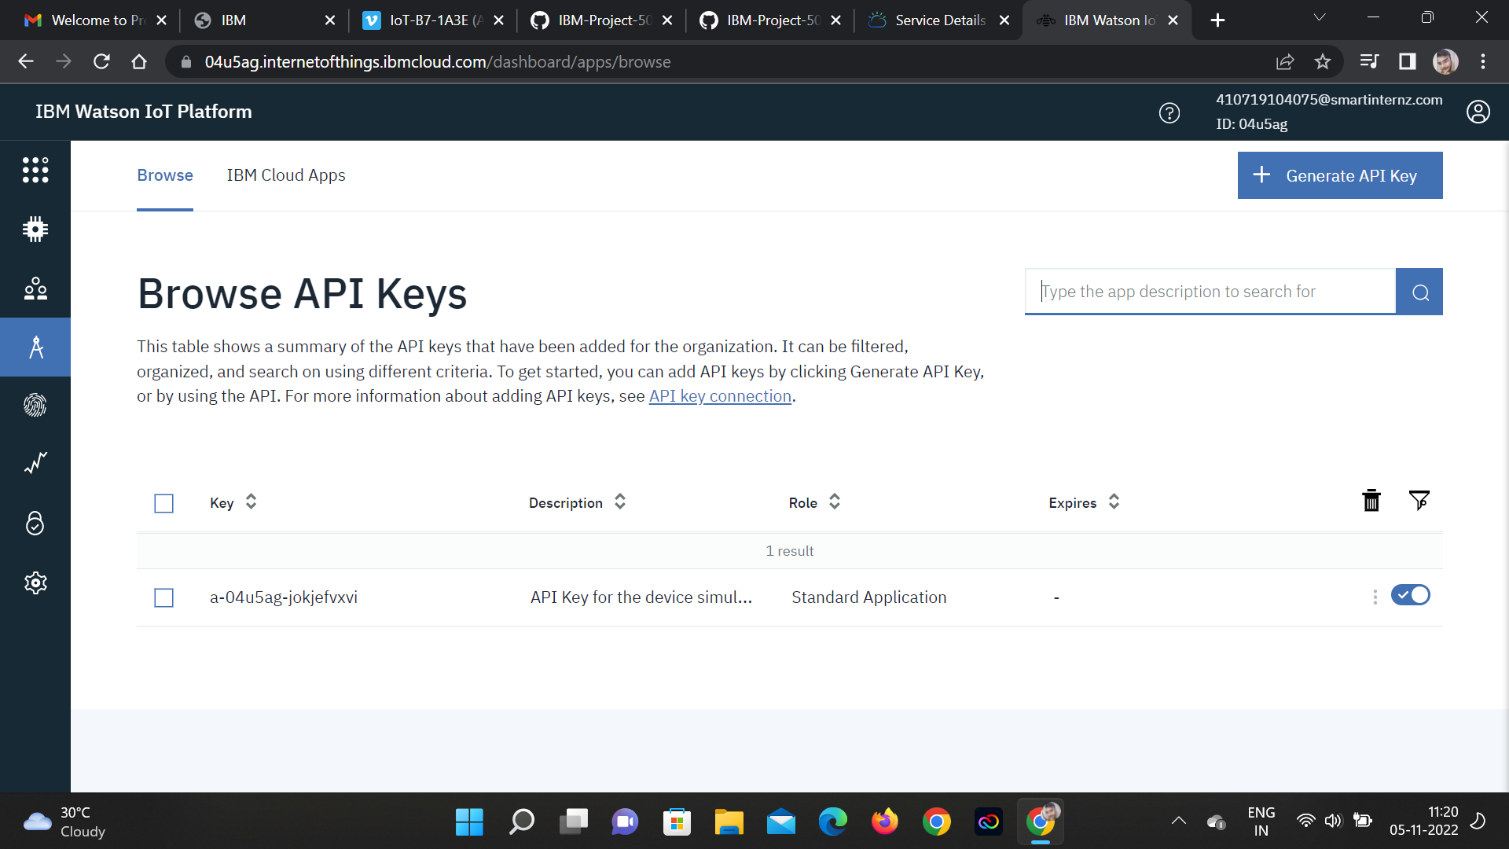 Welcome to Pr
IBM
IoT-B7-1A3E (A
IBM-Project-50
IBM-Project-50
Service Details
IBM Watson Io
04u5ag.internetofthings.ibmcloud.com/dashboard/apps/browse
IBM Watson IoT Platform
410719104075@smartinternz.com
ID: 04u5ag
Browse
IBM Cloud Apps
Generate API Key
Browse API Keys
Type the app description to search for
This table shows a summary of the API keys that have been added for the organization. It can be filtered,
organized, and search on using different criteria. To get started, you can add API keys by clicking Generate API Key,
or by using the API. For more information about adding API keys, see API key connection.
Key
Description
Role
Expires
1 result
a-04u5ag-jokjefvxvi
API Key for the device simul...
Standard Application
-
30°C
Cloudy
ENG
IN
11:20
05-11-2022